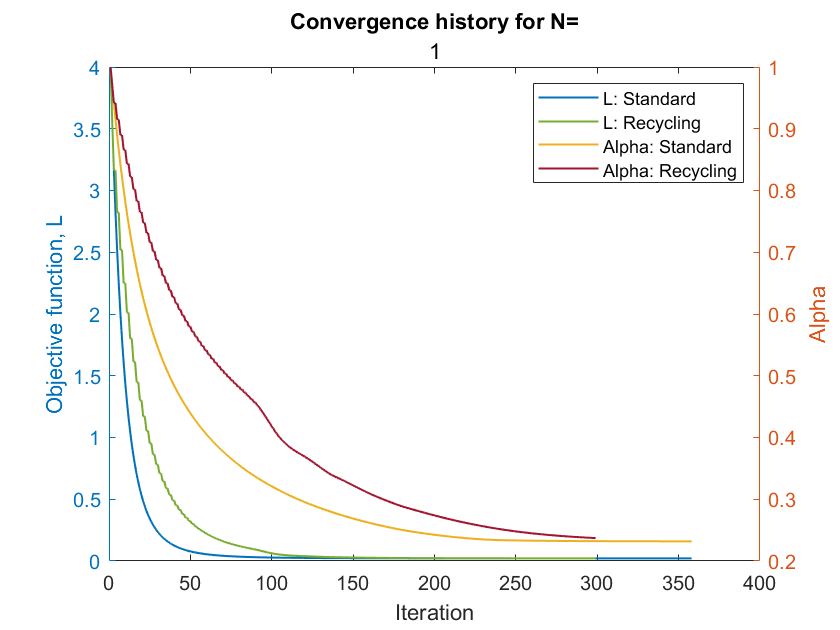 Convergence history for N=
1
4
3.5
3
2.5
2
1.5
1
0.5
0
Objective function, L
1
0.9
0.8
0.7
0.6
0.5
0.4
0.3
0.2
Alpha
L: Standard
L: Recycling
Alpha: Standard
Alpha: Recycling
0 50 100 150 200 250 300 350 400
Iteration